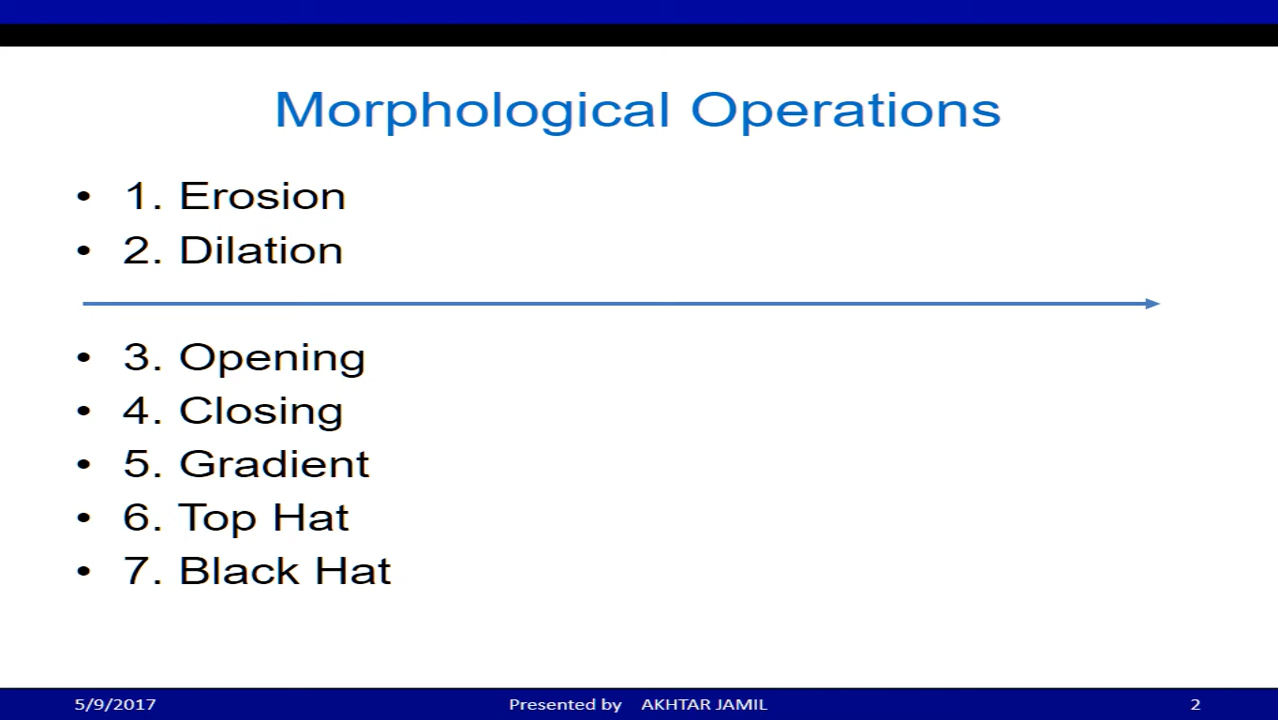 Morphological Operations
• 1. Erosion
• 2. Dilation
• 3. Opening
• 4. Closing
• 5. Gradient
• 6. Top Hat
• 7. Black Hat
5/9/2017 Presented by AKHTAR JAMIL 2